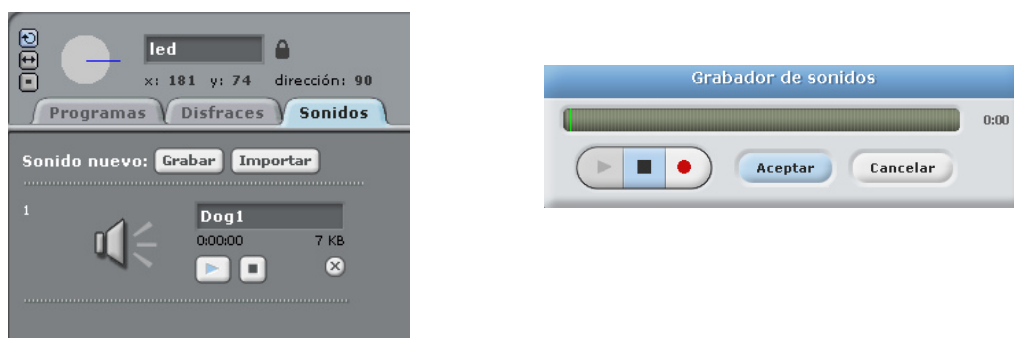 led
x: 181 y: 74 dirección: 90
Programas Disfraces Sonidos
Sonido nuevo: Grabar Importar
1
Dog1
0:00:00 7 KB
Grabador de sonidos
0:00
Aceptar Cancelar